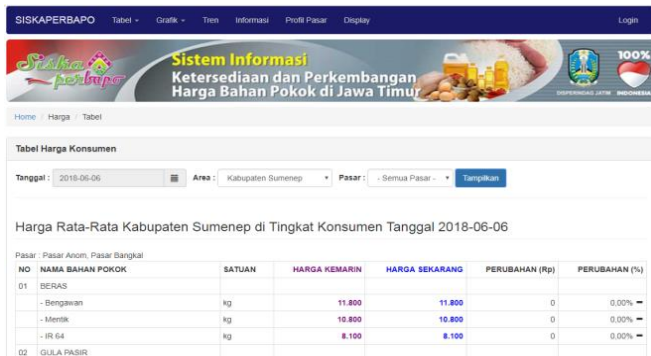 SISKAPERBAPO Tabel Grafik Tren Informasi Profil Pasar Display Login
Siska perbapo
Sistem Informasi
Ketersediaan dan Perkembangan
Harga Bahan Pokok di Jawa Timur
DISPERINDAG JATIM
100%
INDONESIA
Home / Harga / Tabel
Tabel Harga Konsumen
Tanggal : 2018-06-06 Area : Kabupaten Sumenep Pasar : - Semua Pasar - Tampilkan
Harga Rata-Rata Kabupaten Sumenep di Tingkat Konsumen Tanggal 2018-06-06
Pasar : Pasar Anom, Pasar Bangkal
NO NAMA BAHAN POKOK SATUAN HARGA KEMARIN HARGA SEKARANG PERUBAHAN (Rp) PERUBAHAN (%)
01 BERAS
- Bengawan kg 11.800 11.800 0 0,00%
- Mentik kg 10.800 10.800 0 0,00%
- IR 64 kg 8.100 8.100 0 0,00%
02 GULA PASIR